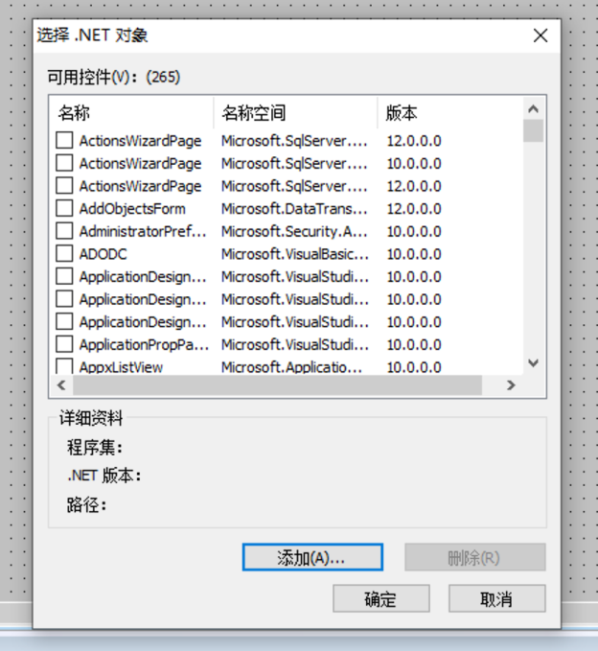 选择 .NET 对象
可用控件(V)：(265)
名称 名称空间 版本
ActionsWizardPage Microsoft.SqlServer.... 12.0.0.0
ActionsWizardPage Microsoft.SqlServer.... 10.0.0.0
ActionsWizardPage Microsoft.SqlServer.... 12.0.0.0
AddObjectsForm Microsoft.DataTrans... 12.0.0.0
AdministratorPref... Microsoft.Security.A... 10.0.0.0
ADODC Microsoft.VisualBasic... 10.0.0.0
ApplicationDesign... Microsoft.VisualStudi... 10.0.0.0
ApplicationDesign... Microsoft.VisualStudi... 10.0.0.0
ApplicationDesign... Microsoft.VisualStudi... 10.0.0.0
ApplicationPropPa... Microsoft.VisualStudi... 10.0.0.0
AppxListView Microsoft.Applicatio... 10.0.0.0
详细资料
程序集：
.NET 版本：
路径：
添加(A)... 删除(R)
确定 取消